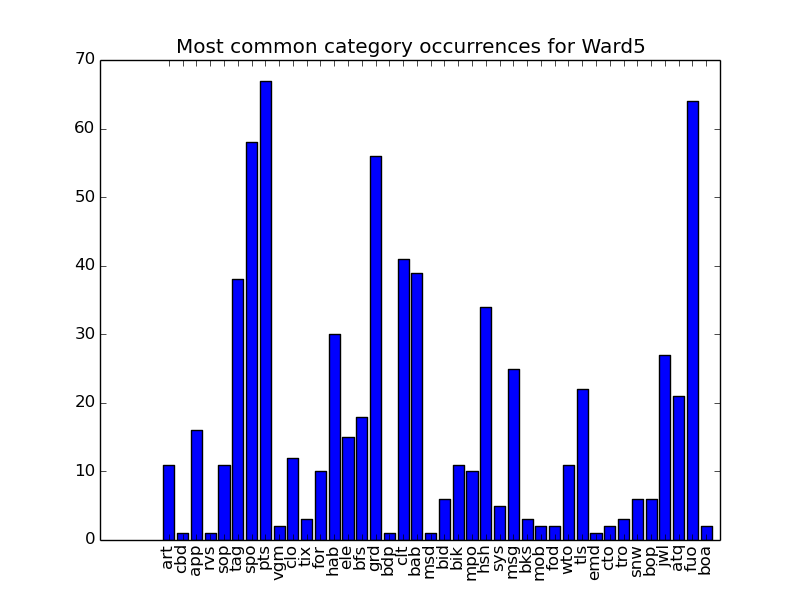 Most common category occurrences for Ward5
70
60
50
40
30
20
10
0
art
cbd
app
rvs
sop
tag
spo
pts
vgm
clo
tix
for
hab
ele
bfs
grd
bdp
clt
bab
msd
bid
bik
mpo
hsh
sys
msg
bks
mob
fod
wto
tls
emd
cto
tro
snw
bop
jwl
atq
fuo
boa